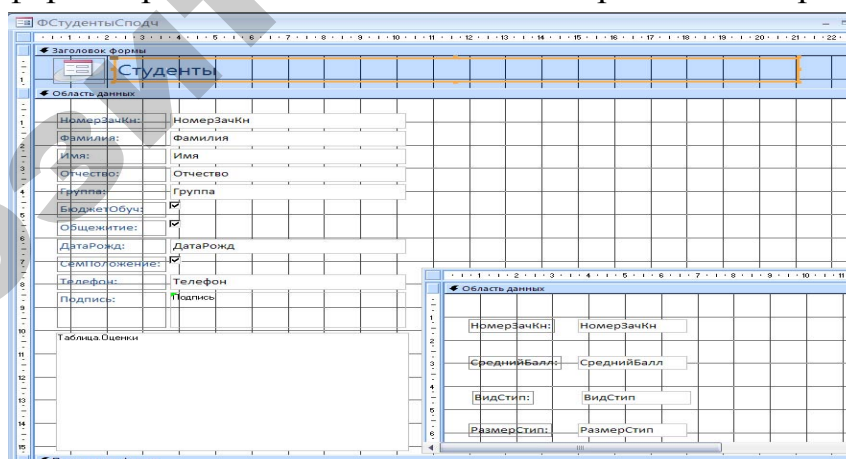 ФСтудентыСподч
Заголовок формы
Студенты
Область данных
НомерЗачКн: НомерЗачКн
Фамилия: Фамилия
Имя: Имя
Отчество: Отчество
Группа: Группа
БюджетОбуч:
Общежитие:
ДатаРожд: ДатаРожд
СемПоложение:
Телефон: Телефон
Подпись: Подпись
Таблица.Оценки
Область данных
НомерЗачКн: НомерЗачКн
СреднийБалл: СреднийБалл
ВидСтип: ВидСтип
РазмерСтип: РазмерСтип